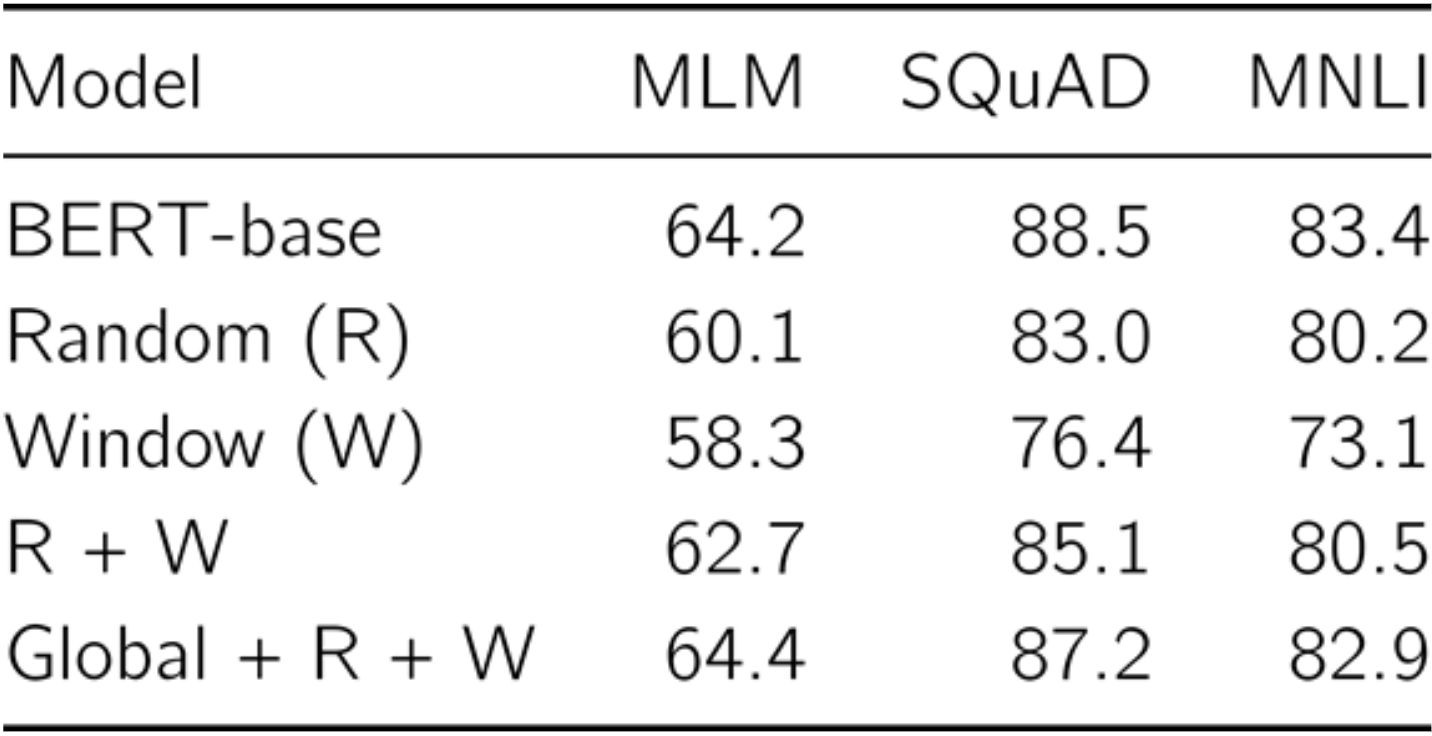 Model MLM SQuAD MNLI
BERT-base 64.2 88.5 83.4
Random (R) 60.1 83.0 80.2
Window (W) 58.3 76.4 73.1
R + W 62.7 85.1 80.5
Global + R + W 64.4 87.2 82.9